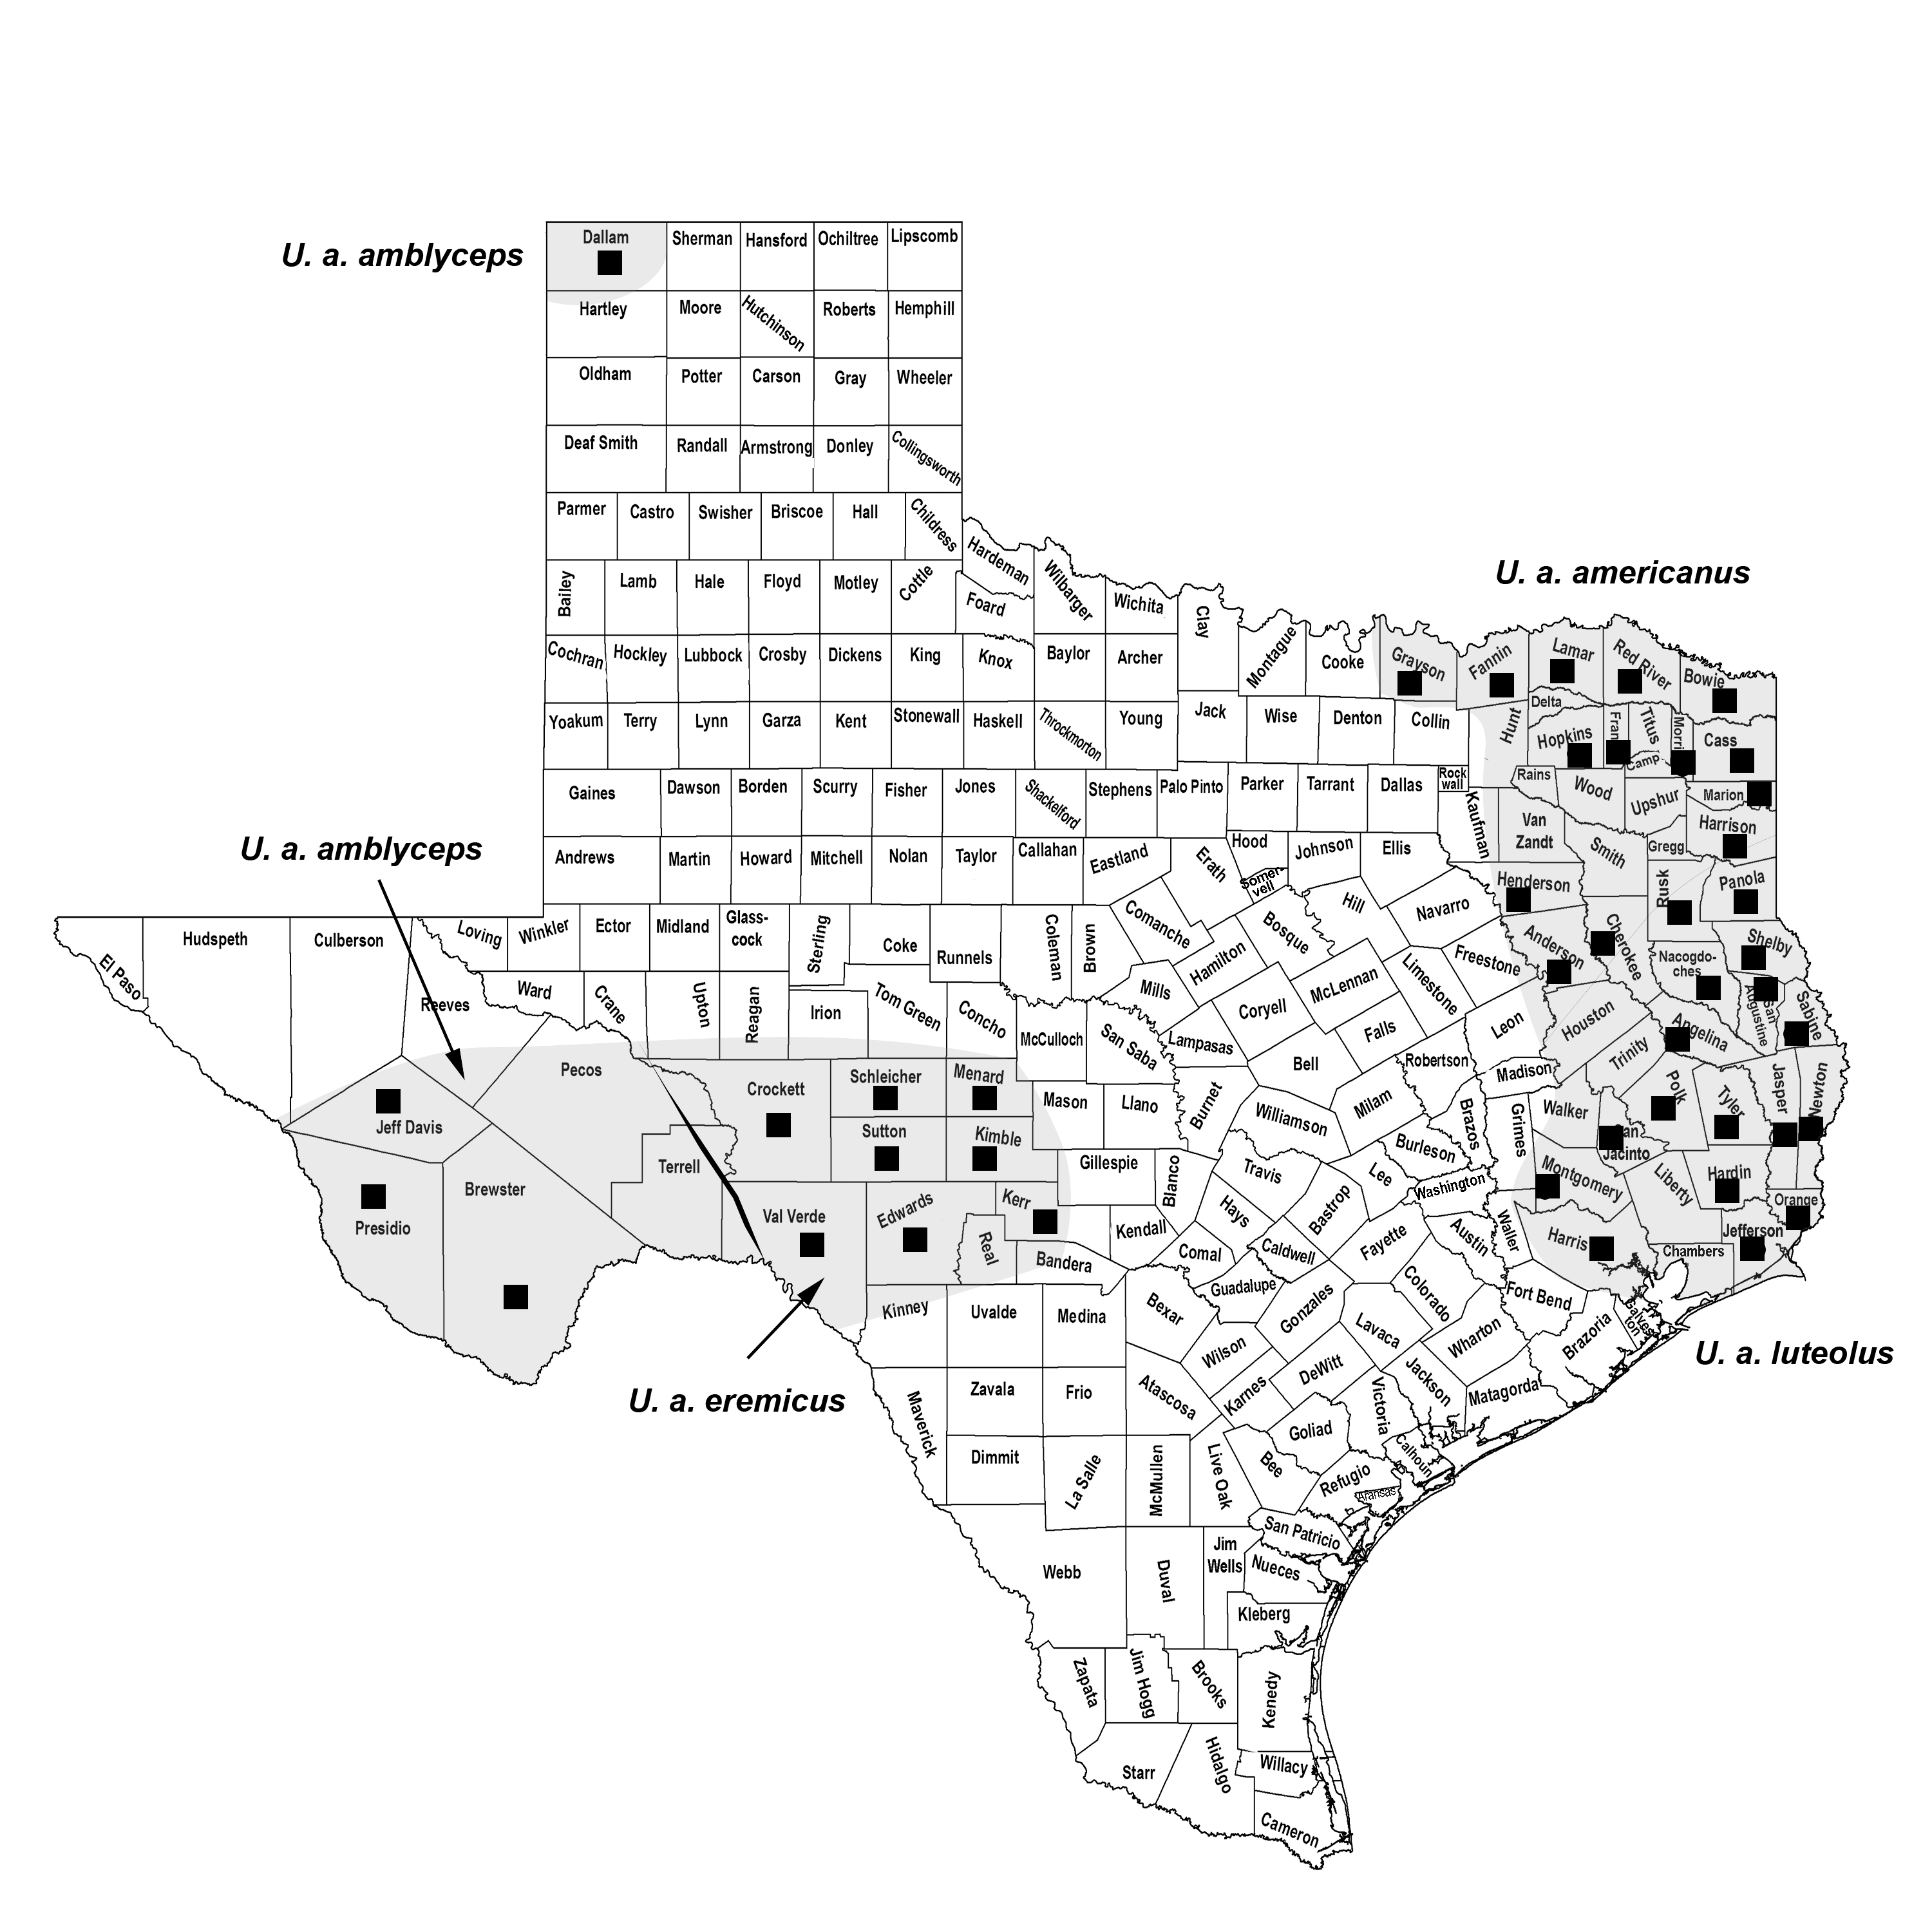 U. a. amblyceps
Dallam
Sherman
Hansford
Ochiltree
Lipscomb
Hartley
Moore
Hutchinson
Roberts
Hemphill
Oldham
Potter
Carson
Gray
Wheeler
Deaf Smith
Randall
Armstrong
Donley
Collingsworth
Parmer
Castro
Swisher
Briscoe
Hall
Childress
Hardeman
Bailey
Lamb
Hale
Floyd
Motley
Cottle
Foard
Wilbarger
Wichita
Clay
U. a. americanus
Cochran
Hockley
Lubbock
Crosby
Dickens
King
Knox
Baylor
Archer
Montague
Cooke
Grayson
Fannin
Lamar
Red River
Bowie
Yoakum
Terry
Lynn
Garza
Kent
Stonewall
Haskell
Throckmorton
Young
Jack
Wise
Denton
Collin
Hunt
Delta
Hopkins
Fran
Titus
Morri
Cass
Gaines
Dawson
Borden
Scurry
Fisher
Jones
Shackelford
Stephens
Palo Pinto
Parker
Tarrant
Dallas
Rock
wall
Kaufman
Rains
Wood
Camp
Upshur
Marion
Harrison
U. a. amblyceps
Andrews
Martin
Howard
Mitchell
Nolan
Taylor
Callahan
Eastland
Erath
Hood
Somer-
vell
Johnson
Ellis
Van
Zandt
Smith
Gregg
Henderson
Rusk
Panola
El Paso
Hudspeth
Culberson
Reeves
Loving
Winkler
Ector
Midland
Glass-
cock
Sterling
Coke
Runnels
Coleman
Brown
Comanche
Hamilton
Bosque
Hill
Navarro
Freestone
Anderson
Cherokee
Nacogdo-
ches
Shelby
Ward
Crane
Upton
Reagan
Irion
Tom Green
Concho
McCulloch
San Saba
Mills
Lampasas
Coryell
McLennan
Limestone
Falls
Leon
Houston
Angelina
San
Augustine
Sabine
Jeff Davis
Pecos
Crockett
Schleicher
Menard
Mason
Llano
Burnet
Bell
Williamson
Milam
Robertson
Madison
Trinity
Polk
Tyler
Jasper
Newton
Presidio
Brewster
Terrell
Sutton
Kimble
Gillespie
Blanco
Travis
Lee
Burleson
Brazos
Grimes
Walker
San
Jacinto
Val Verde
Edwards
Real
Kerr
Bandera
Kendall
Hays
Comal
Caldwell
Bastrop
Fayette
Washington
Austin
Waller
Montgomery
Liberty
Hardin
Orange
Jefferson
Harris
Chambers
Kinney
Uvalde
Medina
Bexar
Guadalupe
Gonzales
Colorado
Fort Bend
Galves-
ton
U. a. luteolus
U. a. eremicus
Maverick
Zavala
Frio
Atascosa
Wilson
Karnes
DeWitt
Lavaca
Wharton
Brazoria
Jackson
Matagorda
Victoria
Goliad
Calhoun
Dimmit
La Salle
McMullen
Live Oak
Bee
Refugio
Aransas
San Patricio
Webb
Duval
Jim
Wells
Nueces
Kleberg
Zapata
Jim Hogg
Brooks
Kenedy
Starr
Hidalgo
Willacy
Cameron